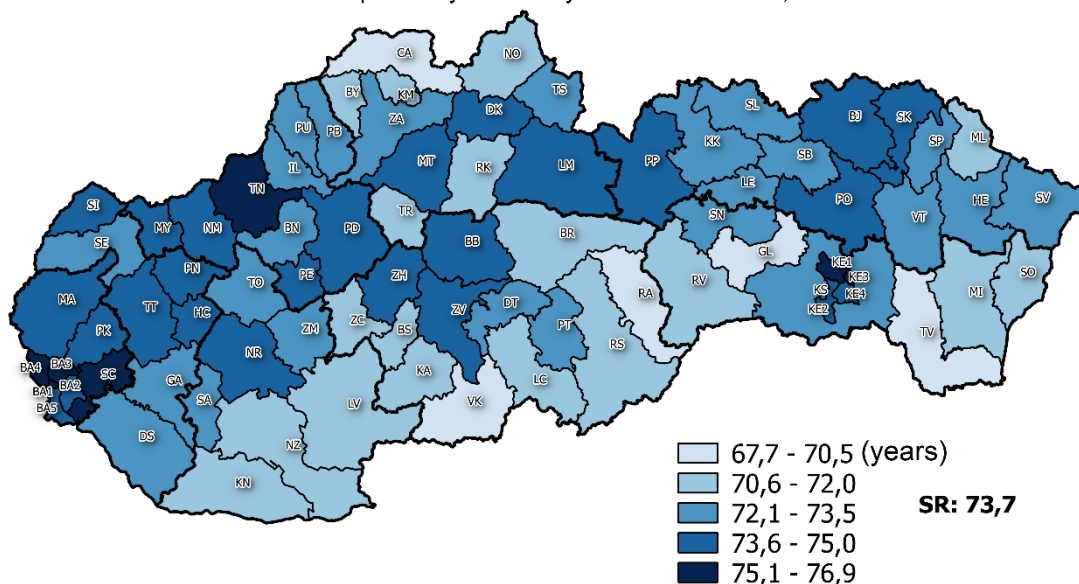 CA
NO
BY
KM
TS
DK
SL
BJ
SK
PU
PB
ZA
KK
SP
ML
MT
RK
LM
PP
SB
IL
TN
LE
HE
SV
PO
VT
SI
MY
NM
BN
PD
TR
SN
SE
BB
BR
GL
PN
PE
ZH
KE1
MA
TO
RA
RV
KS
KE3
MI
SO
TT
HC
KE2
KE4
PK
ZM
ZC
BS
ZV
DT
PT
TV
NR
BA4
BA3
SC
GA
KA
RS
BA1
BA2
SA
LV
VK
LC
BA5
DS
NZ
KN
67,7 - 70,5 (years)
70,6 - 72,0
72,1 - 73,5
SR: 73,7
73,6 - 75,0
75,1 - 76,9